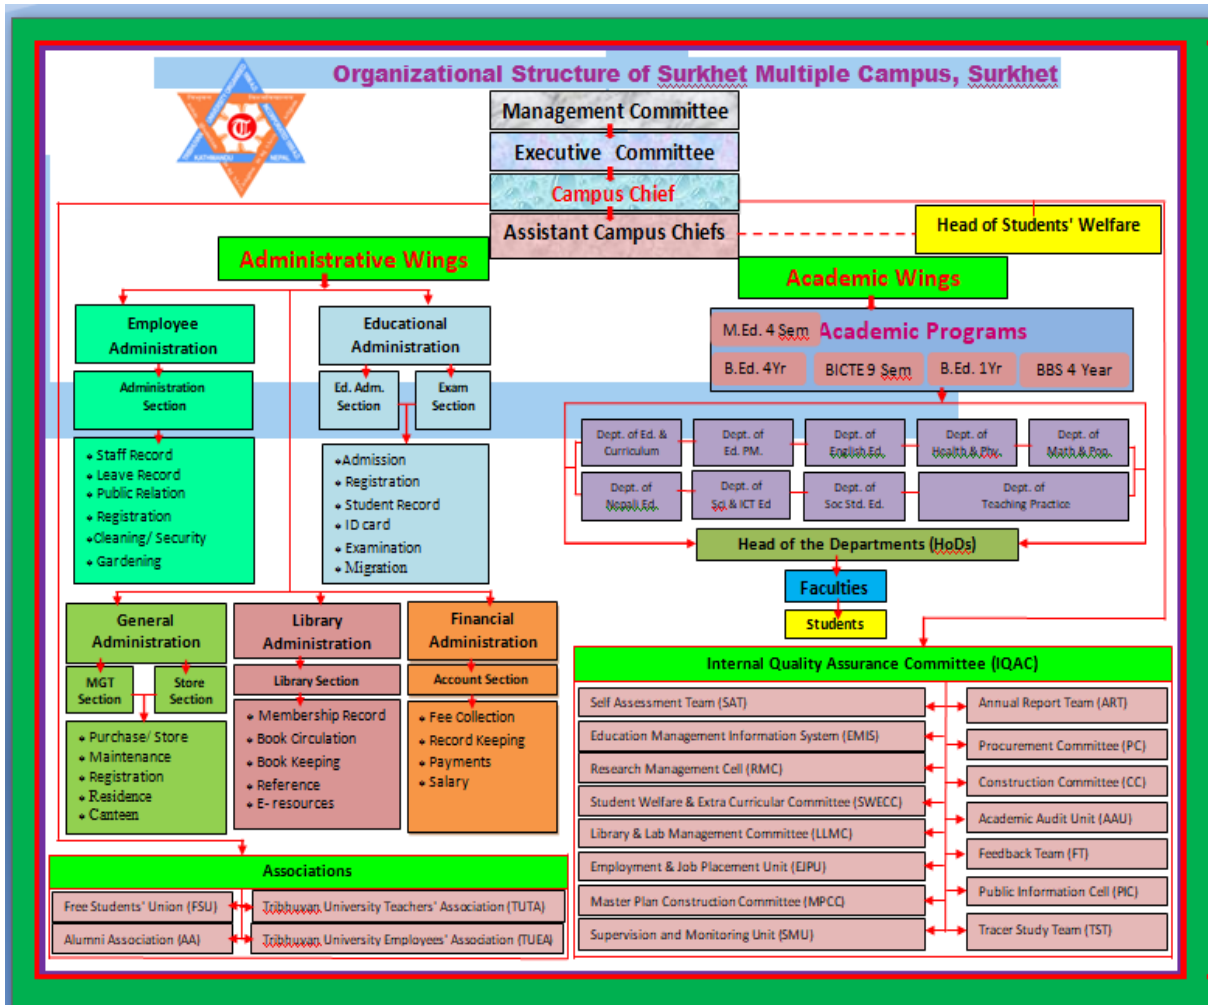 Organizational Structure of Surkhet Multiple Campus, Surkhet
KATHMANDU
NEPAL
Management Committee
Executive Committee
Campus Chief
Assistant Campus Chiefs
Head of Students' Welfare
Administrative Wings
Academic Wings
Employee
Administration
Educational
Administration
Administration
Section
Ed. Adm.
Section
Exam
Section
Staff Record
Leave Record
Public Relation
Registration
Cleaning/ Security
Gardening
Admission
Registration
Student Record
ID card
Examination
Migration
M.Ed. 4 Sem
Academic Programs
B.Ed. 4Yr
BICTE 9 Sem
B.Ed. 1Yr
BBS 4 Year
Dept. of Ed. &
Curriculum
Dept. of
Ed. PM.
Dept. of
English Ed.
Dept. of
Health & Phy.
Dept. of
Math & Pop.
Dept. of
Nepali Ed.
Dept. of
Sci & ICT Ed
Dept. of
Soc Std. Ed.
Dept. of
Teaching Practice
Head of the Departments (HoDs)
Faculties
Students
General
Administration
Library
Administration
Financial
Administration
MGT
Section
Store
Section
Library Section
Account Section
Purchase/ Store
Maintenance
Registration
Residence
Canteen
Membership Record
Book Circulation
Book Keeping
Reference
E- resources
Fee Collection
Record Keeping
Payments
Salary
Internal Quality Assurance Committee (IQAC)
Self Assessment Team (SAT)
Education Management Information System (EMIS)
Research Management Cell (RMC)
Student Welfare & Extra Curricular Committee (SWECC)
Library & Lab Management Committee (LLMC)
Employment & Job Placement Unit (EJPU)
Master Plan Construction Committee (MPCC)
Supervision and Monitoring Unit (SMU)
Annual Report Team (ART)
Procurement Committee (PC)
Construction Committee (CC)
Academic Audit Unit (AAU)
Feedback Team (FT)
Public Information Cell (PIC)
Tracer Study Team (TST)
Associations
Free Students' Union (FSU)
Tribhuvan University Teachers' Association (TUTA)
Alumni Association (AA)
Tribhuvan University Employees' Association (TUEA)